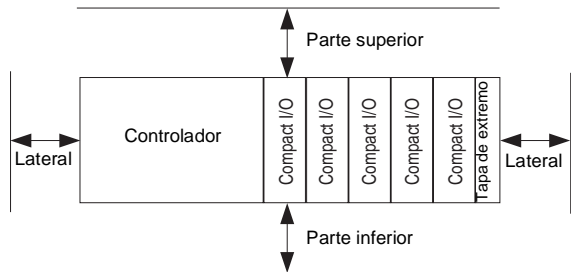 Parte superior
Lateral
Controlador
Compact I/O
Compact I/O
Compact I/O
Compact I/O
Compact I/O
Tapa de extremo
Lateral
Parte inferior